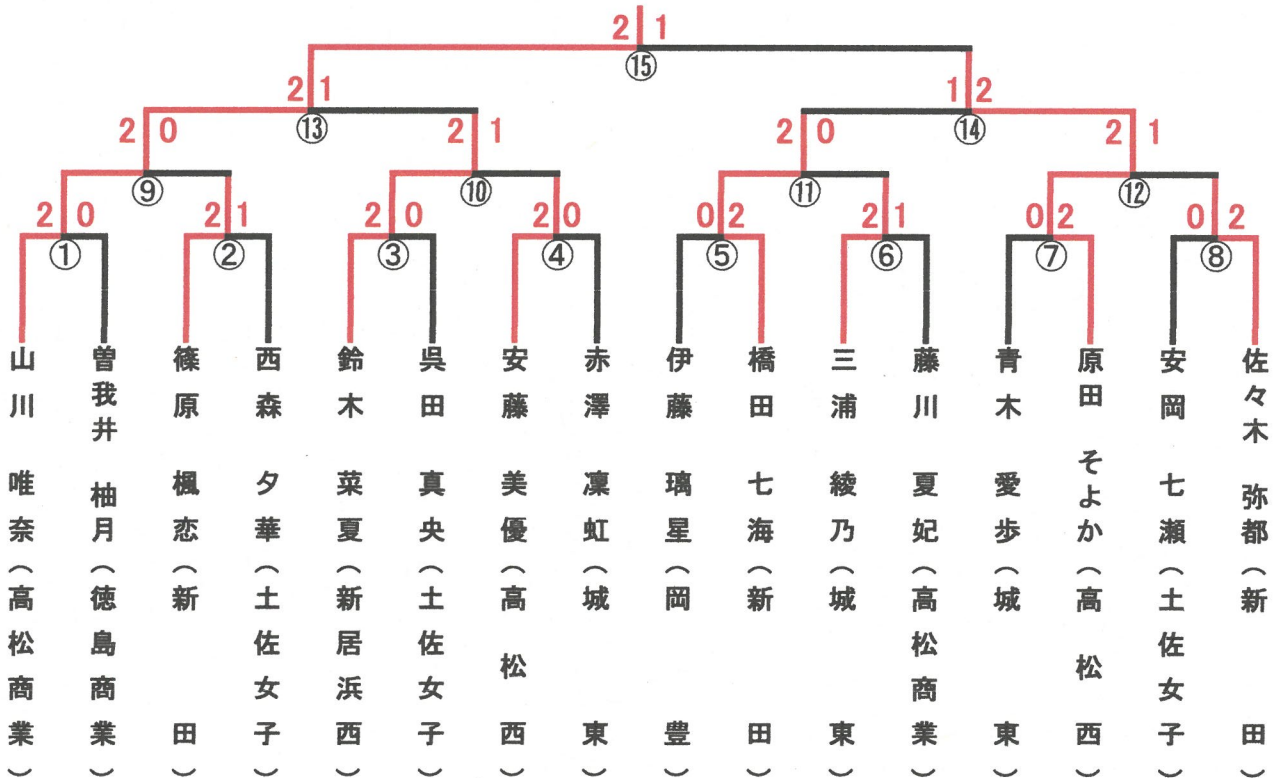 2 1
⑮
2 1
1 2
⑬
⑭
2 0
2 1
2 0
2 1
⑨
⑩
⑪
⑫
2 0
2 1
2 0
2 0
0 2
2 1
0 2
0 2
①
②
③
④
⑤
⑥
⑦
⑧
山川 唯奈(高松商業)
曽我井 柚月(徳島商業)
篠原 楓恋(新田)
西森 夕華(土佐女子)
鈴木 菜夏(新居浜西)
呉田 真央(土佐女子)
安藤 美優(高松西)
赤澤 凜虹(城東)
伊藤 璃星(岡豊)
橋田 七海(新田)
三浦 綾乃(城東)
藤川 夏妃(高松商業)
青木 愛歩(城東)
原田 そよか(高松西)
安岡 七瀬(土佐女子)
佐々木 弥都(新田)